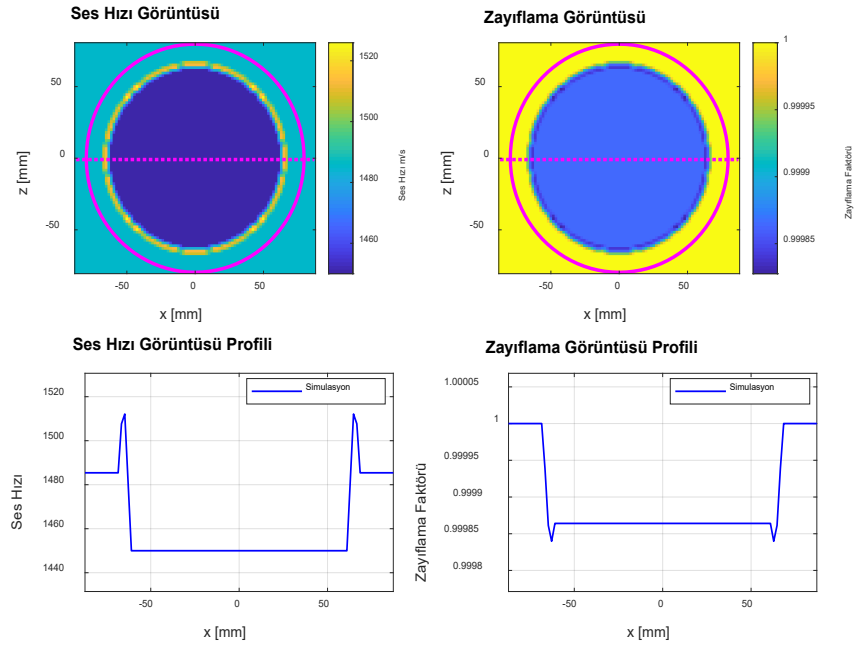 Ses Hızı Görüntüsü
1520
1500
1480
1460
Ses Hızı m/s
50
0
-50
z [mm]
-50
0
50
x [mm]
Zayıflama Görüntüsü
1
0.99995
0.9999
0.99985
Zayıflama Faktörü
50
0
-50
z [mm]
-50
0
50
x [mm]
Ses Hızı Görüntüsü Profili
Simulasyon
1520
1500
1480
1460
1440
Ses Hızı
-50
0
50
x [mm]
Zayıflama Görüntüsü Profili
Simulasyon
1.00005
1
0.99995
0.9999
0.99985
0.9998
Zayıflama Faktörü
-50
0
50
x [mm]